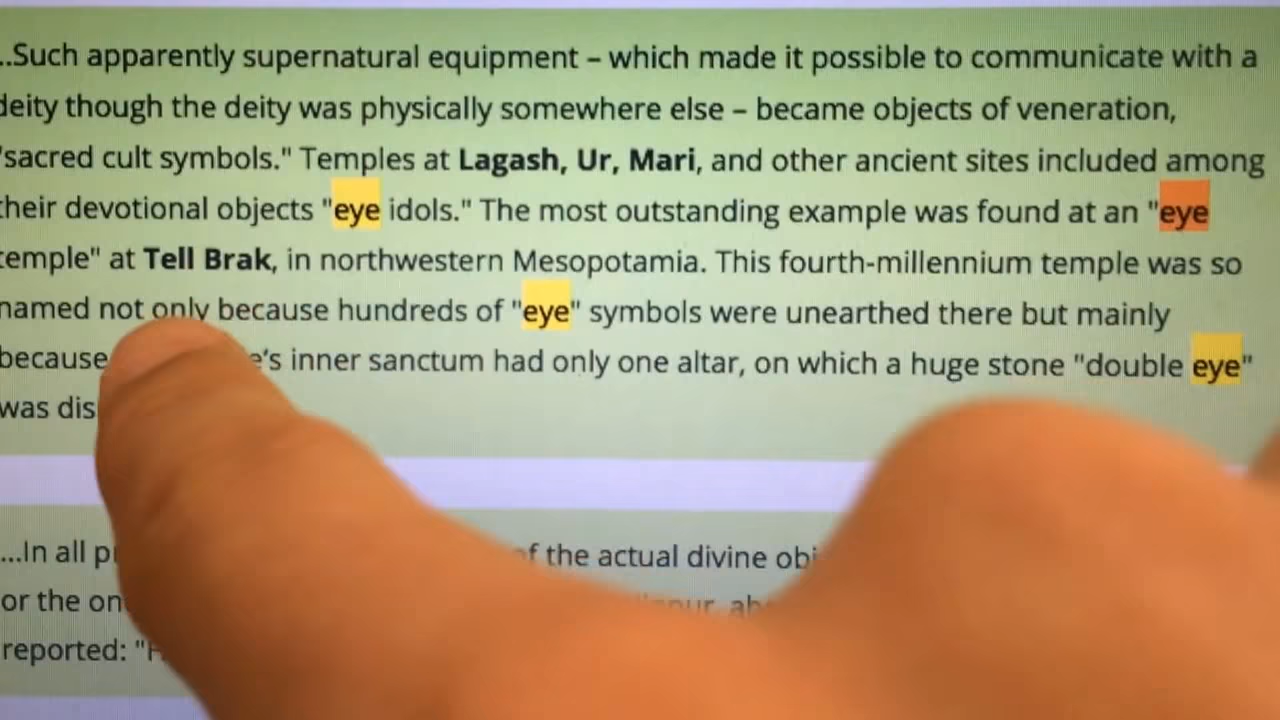 ..Such apparently supernatural equipment – which made it possible to communicate with a
deity though the deity was physically somewhere else – became objects of veneration,
"sacred cult symbols." Temples at Lagash, Ur, Mari, and other ancient sites included among
their devotional objects "eye idols." The most outstanding example was found at an "eye
temple" at Tell Brak, in northwestern Mesopotamia. This fourth-millennium temple was so
named not only because hundreds of "eye" symbols were unearthed there but mainly
because inner sanctum had only one altar, on which a huge stone "double eye"
was
...In all of the actual divine
or the
reported: